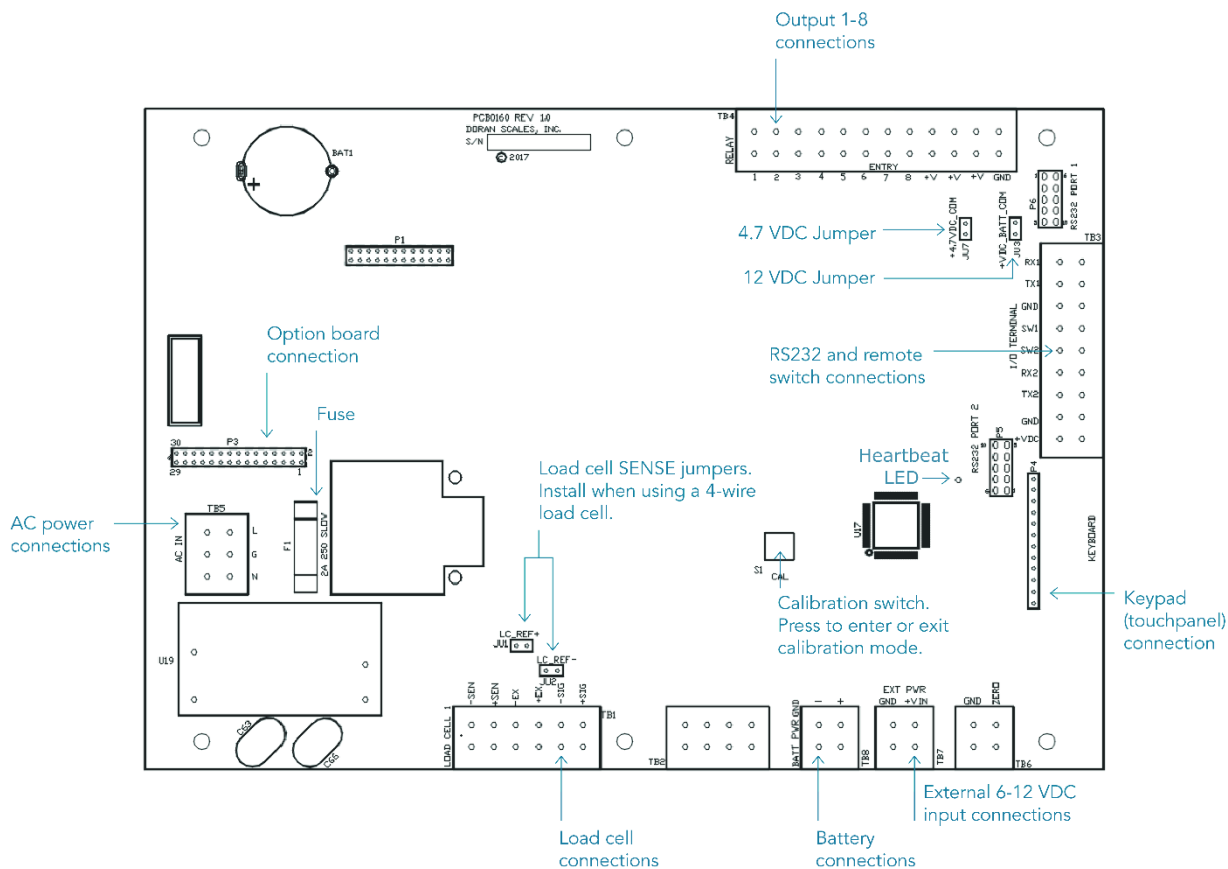 Output 1-8
connections
PCB0160 REV 1.0
DORAN SCALES, INC.
S/N
© 2017
BAT1
+
TB4
RELAY
ENTRY
1 2 3 4 5 6 7 8 +V +V +V GND
P6
RS232 PORT 1
P1
4.7 VDC Jumper
+4.7VDC_COM
JU7
+VDC_BATT_COM
JU3
12 VDC Jumper
TB3
I/O TERMINAL
RX1
TX1
GND
SW1
SW2
RX2
TX2
GND
+VDC
RS232 and remote
switch connections
Option board
connection
Fuse
30 P3 2
29 1
RS232 PORT 2
P5
P4
Heartbeat
LED
Load cell SENSE jumpers.
Install when using a 4-wire
load cell.
AC power
connections
TB5
AC IN
L
G
N
F1
2A 250 SLOW
U17
S1
CAL
KEYBOARD
Calibration switch.
Press to enter or exit
calibration mode.
Keypad
(touchpanel)
connection
LC_REF+
JU1
LC_REF-
JU2
U19
C63
C66
LOAD CELL 1
-SEN
+SEN
-EX
+EX
-SIG
+SIG
TB1
TB2
BATT PWR GND
- +
TB8
EXT PWR
GND +VIN
TB7
GND
ZERO
TB6
External 6-12 VDC
input connections
Load cell
connections
Battery
connections